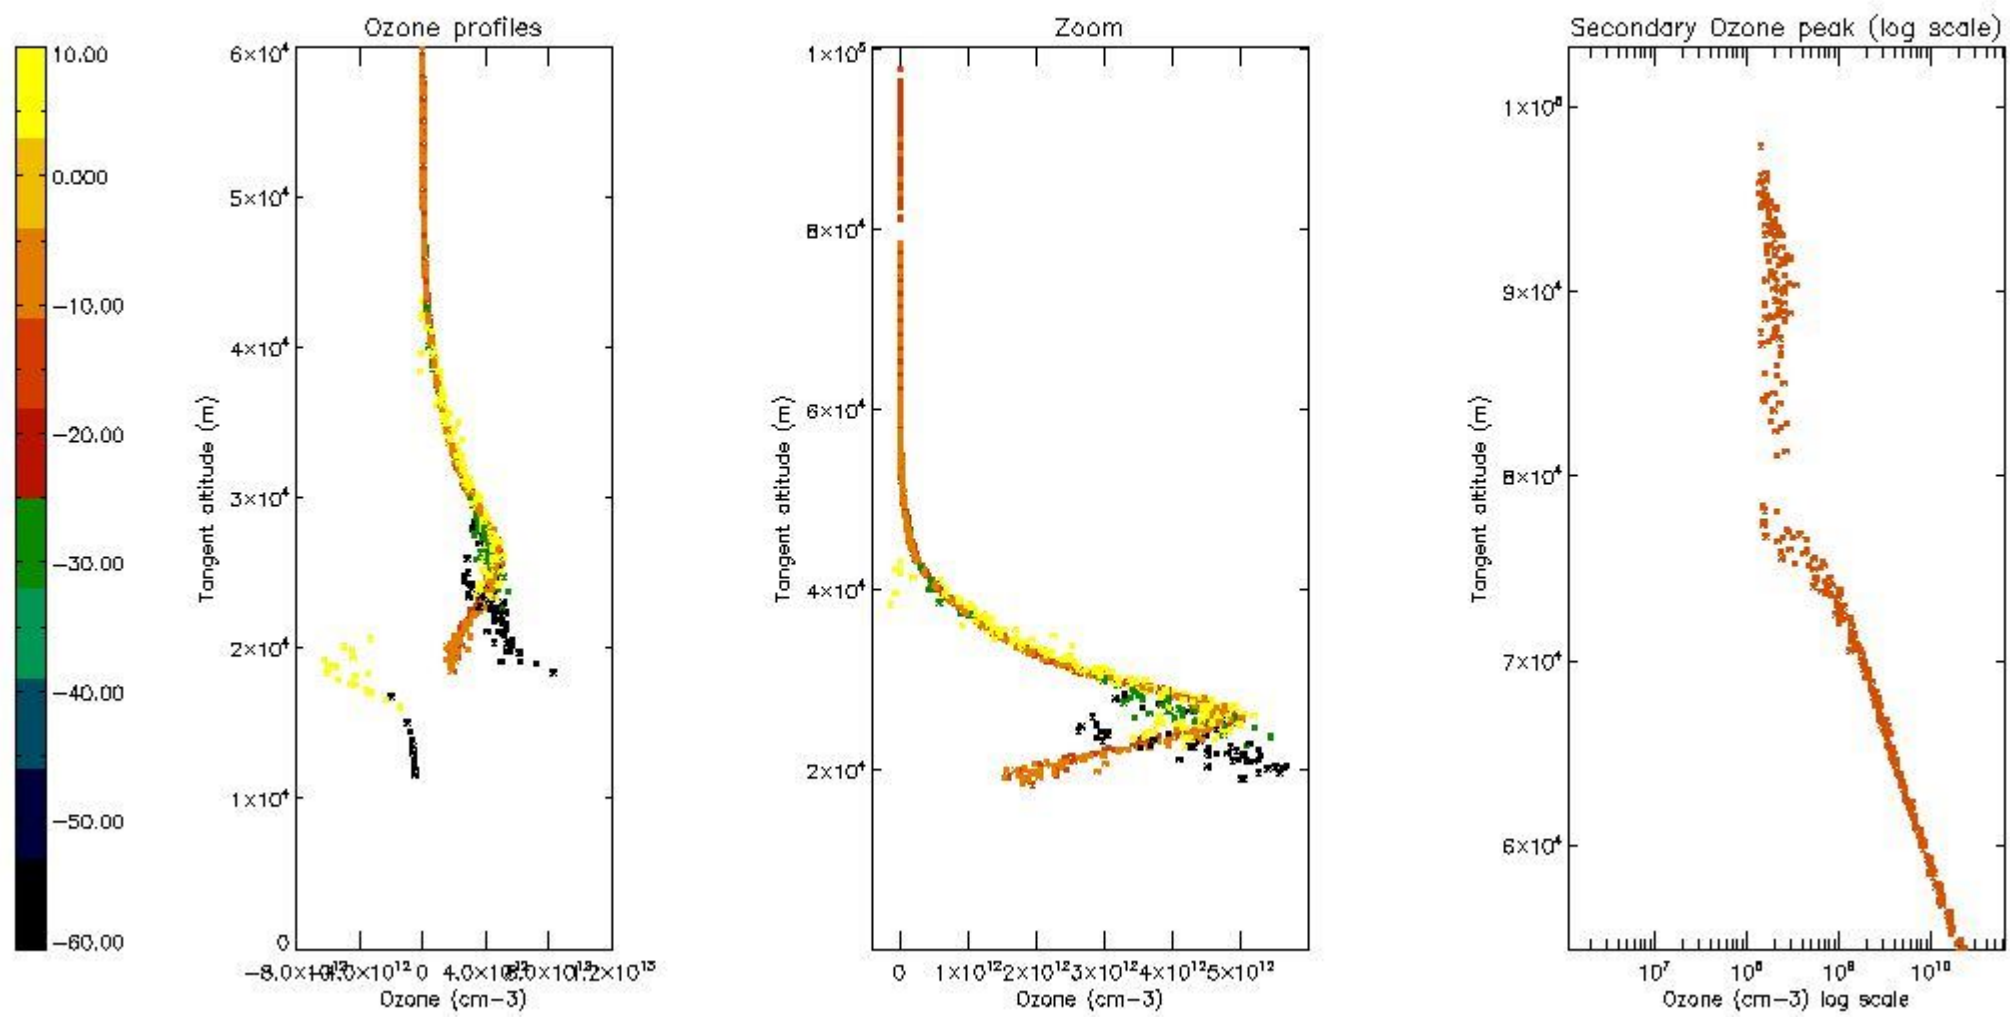 Ozone profiles
Zoom
Secondary Ozone peak (log scale)
10.00
0.000
−10.00
−20.00
−30.00
−40.00
−50.00
−60.00
6×10⁴
5×10⁴
4×10⁴
3×10⁴
2×10⁴
1×10⁴
0
Tangent altitude (m)
0
Ozone (cm−3)
1×10⁵
8×10⁴
6×10⁴
4×10⁴
2×10⁴
Tangent altitude (m)
0 1×10¹² 2×10¹² 3×10¹² 4×10¹² 5×10¹²
Ozone (cm−3)
9×10⁴
8×10⁴
7×10⁴
6×10⁴
Tangent altitude (m)
10⁷ 10⁸ 10⁹ 10¹⁰
Ozone (cm−3) log scale